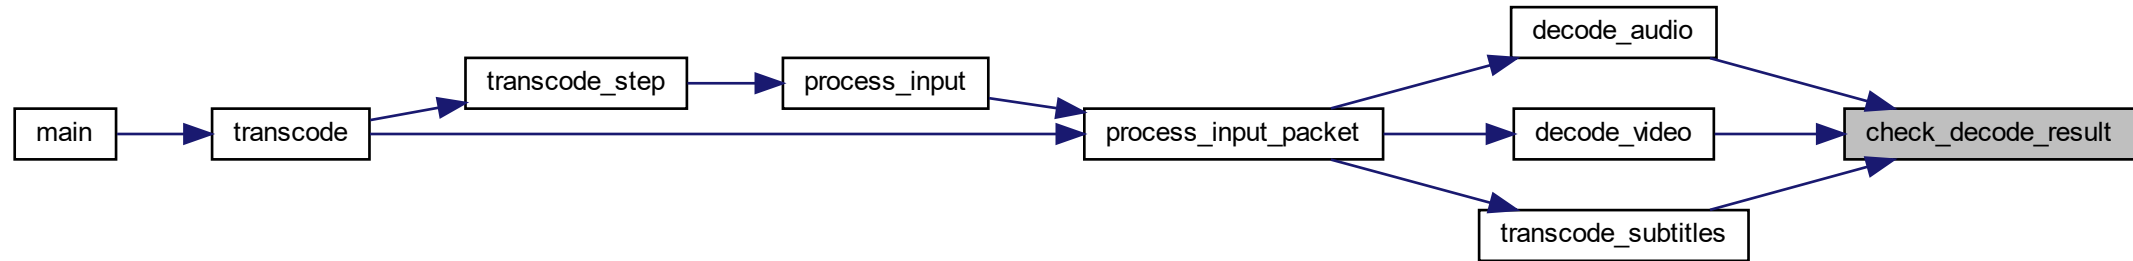 main
transcode
transcode_step
process_input
process_input_packet
decode_audio
decode_video
transcode_subtitles
check_decode_result